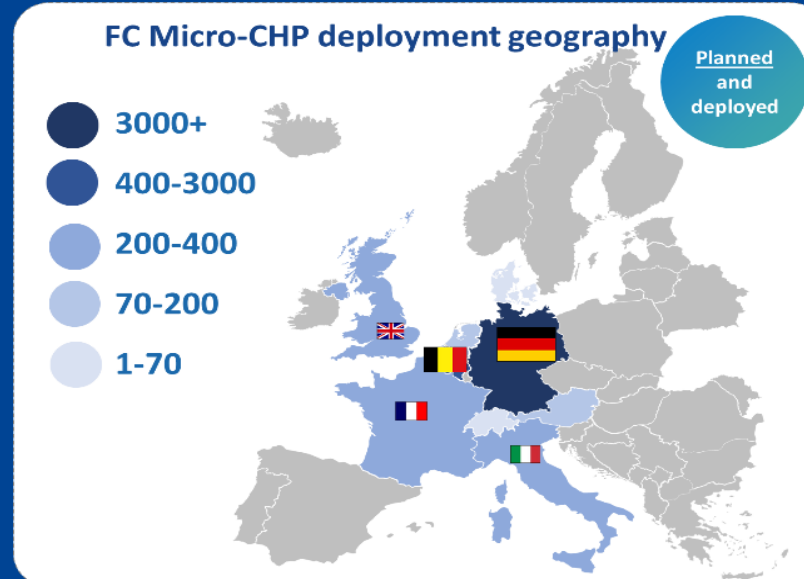 FC Micro-CHP deployment geography
Planned
and
deployed
3000+
400-3000
200-400
70-200
1-70